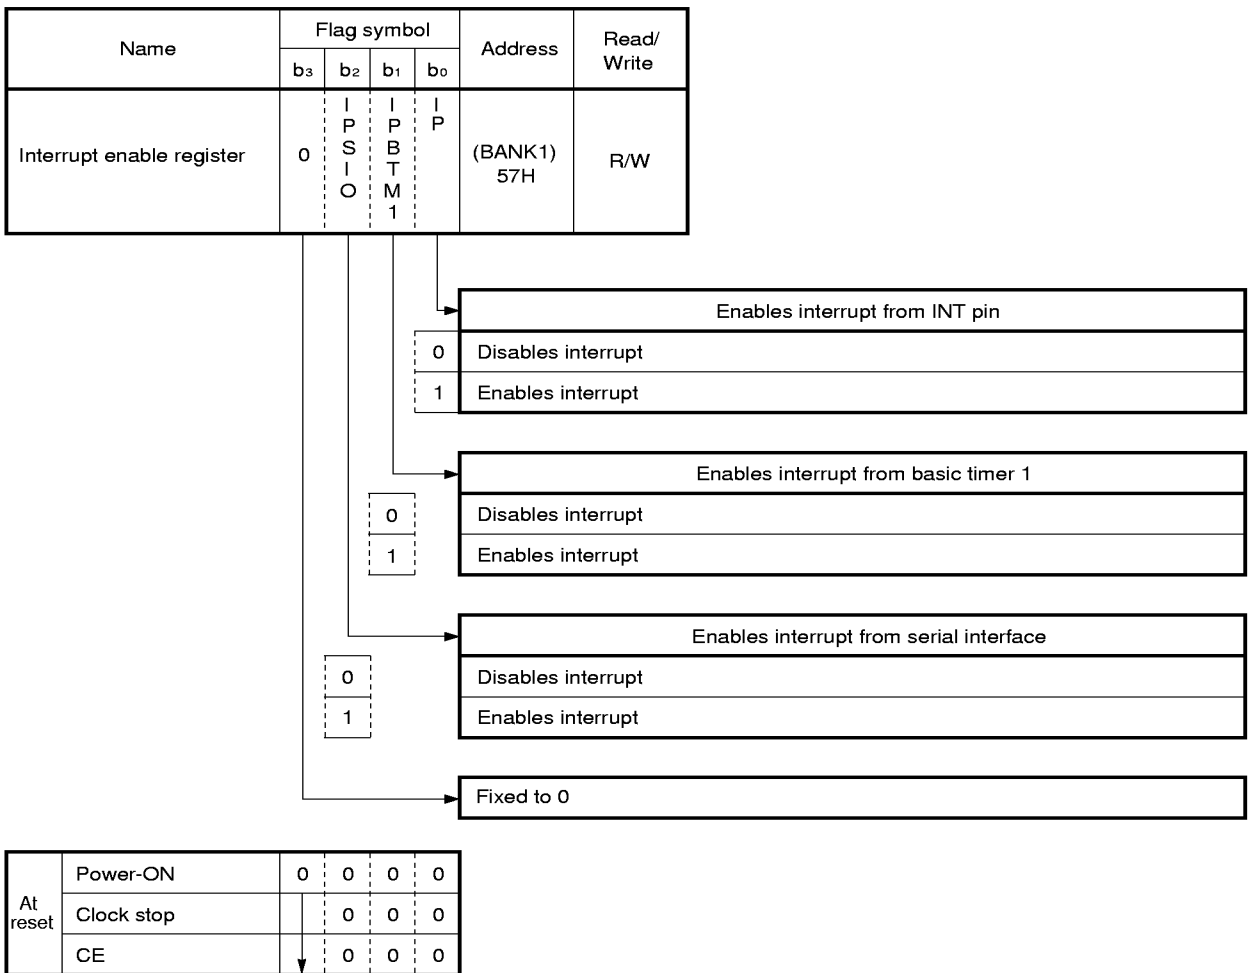 Name Flag symbol Address Read/
Write
b3 b2 b1 b0
Interrupt enable register 0 IPSIO IPBTM1 IP (BANK1)
57H R/W
Enables interrupt from INT pin
0 Disables interrupt
1 Enables interrupt
Enables interrupt from basic timer 1
0 Disables interrupt
1 Enables interrupt
Enables interrupt from serial interface
0 Disables interrupt
1 Enables interrupt
Fixed to 0
At
reset
Power-ON 0 0 0 0
Clock stop 0 0 0
CE 0 0 0